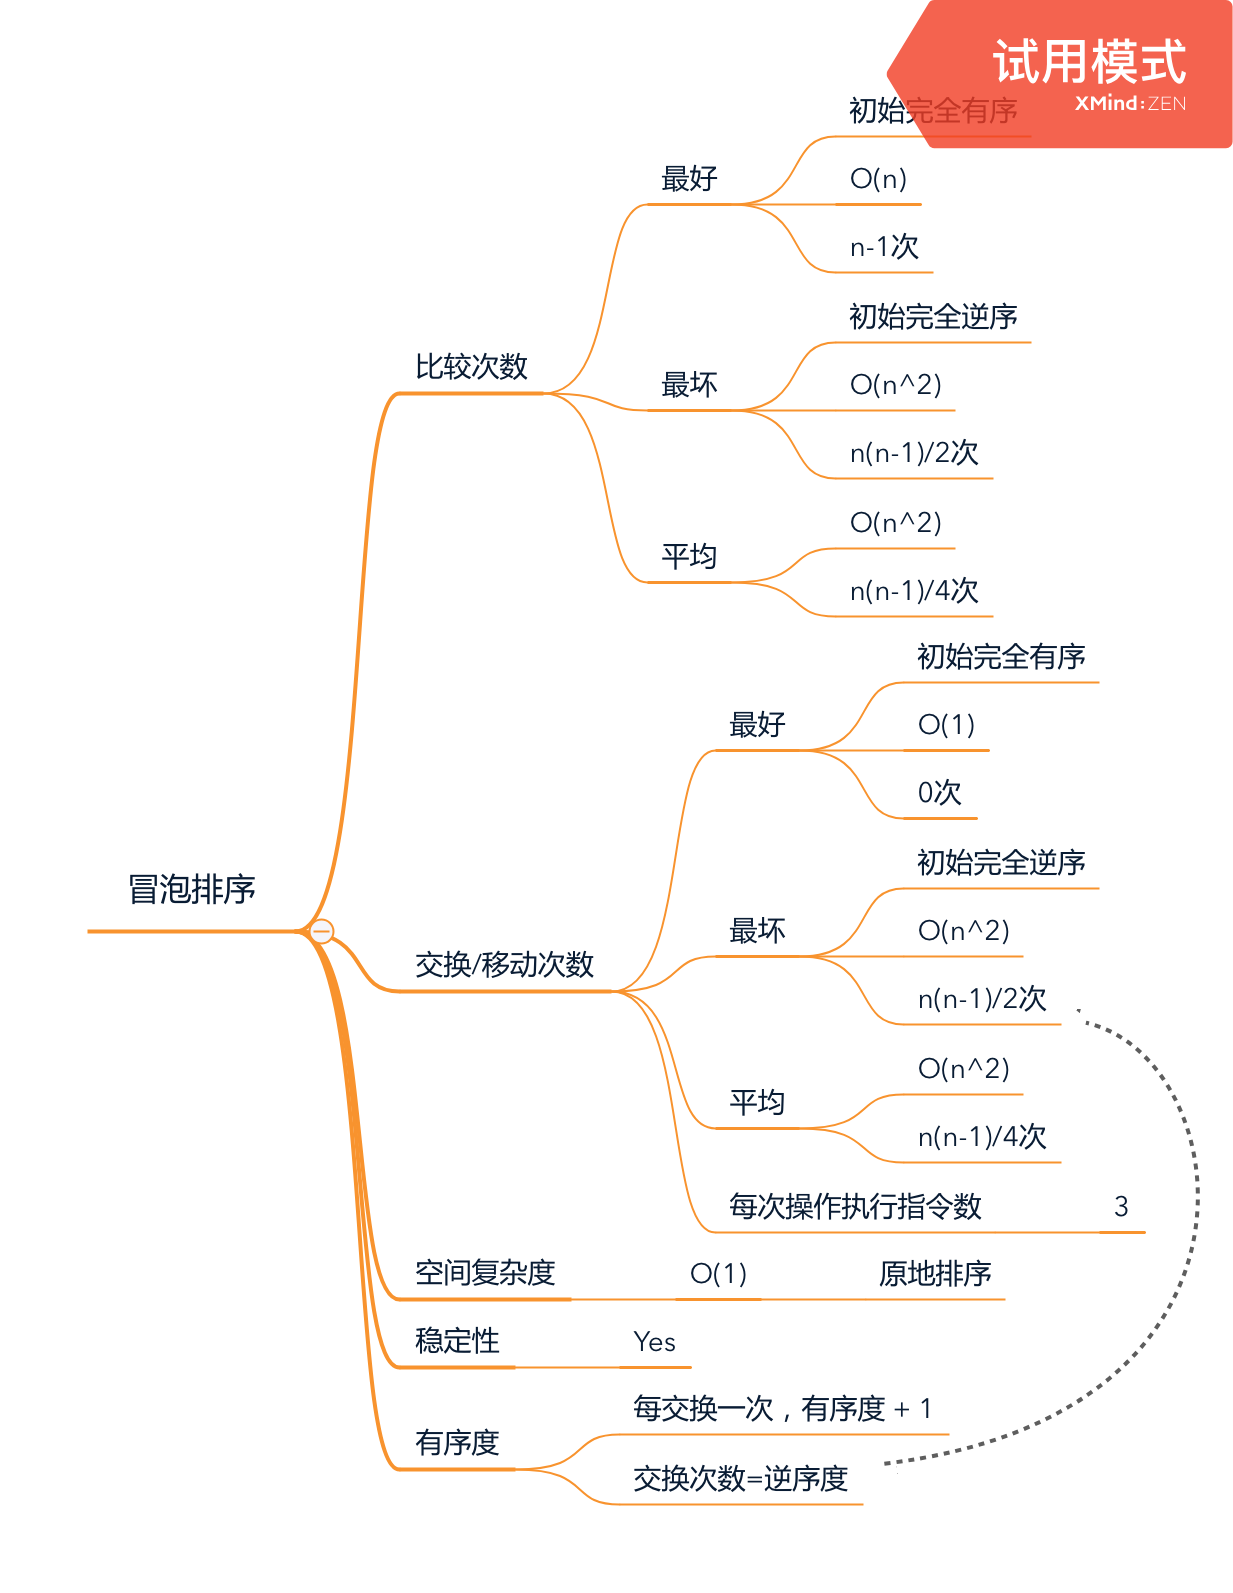 试用模式
XMind:ZEN
初始完全有序
最好
O(n)
n-1次
初始完全逆序
比较次数
最坏
O(n^2)
n(n-1)/2次
O(n^2)
平均
n(n-1)/4次
初始完全有序
最好
O(1)
0次
初始完全逆序
冒泡排序
最坏
O(n^2)
交换/移动次数
n(n-1)/2次
O(n^2)
平均
n(n-1)/4次
每次操作执行指令数
3
空间复杂度
O(1)
原地排序
稳定性
Yes
每交换一次，有序度 + 1
有序度
交换次数=逆序度